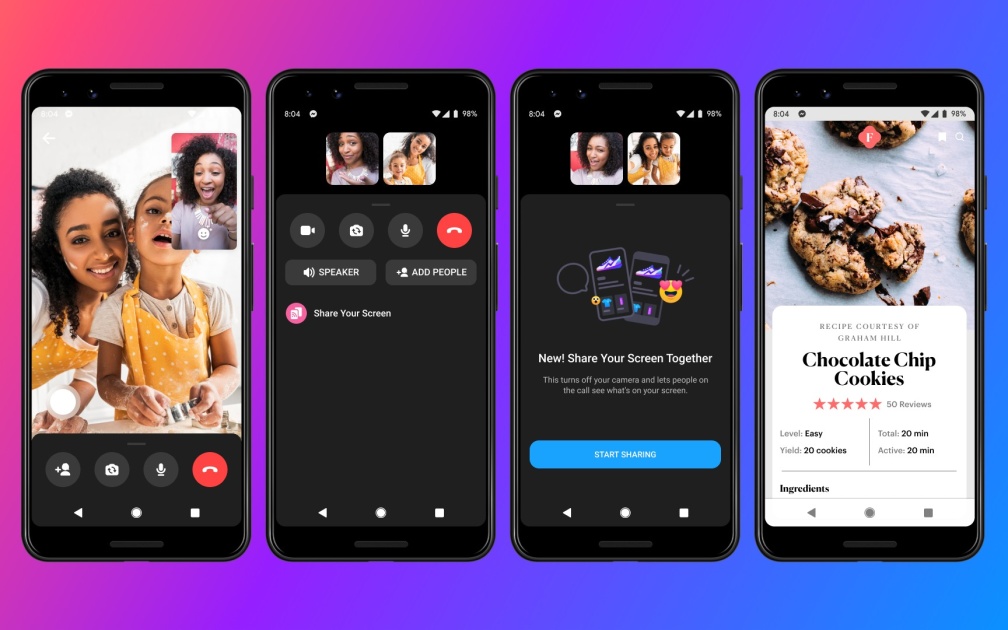 8:04
8:04
98%
SPEAKER
ADD PEOPLE
Share Your Screen
8:04
98%
New! Share Your Screen Together
This turns off your camera and lets people on
the call see what's on your screen.
START SHARING
8:04
98%
F
RECIPE COURTESY OF
GRAHAM HILL
Chocolate Chip
Cookies
50 Reviews
Level: Easy
Total: 20 min
Yield: 20 cookies
Active: 20 min
Ingredients